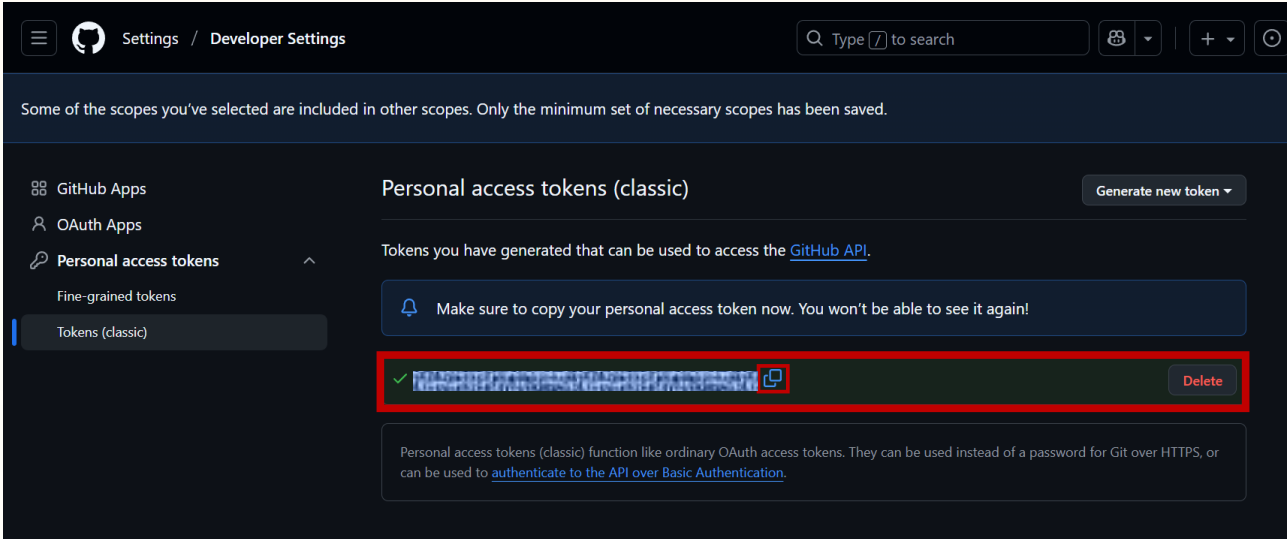 Settings / Developer Settings
Type / to search
Some of the scopes you've selected are included in other scopes. Only the minimum set of necessary scopes has been saved.
GitHub Apps
OAuth Apps
Personal access tokens
Fine-grained tokens
Tokens (classic)
Personal access tokens (classic)
Generate new token
Tokens you have generated that can be used to access the GitHub API.
Make sure to copy your personal access token now. You won't be able to see it again!
Delete
Personal access tokens (classic) function like ordinary OAuth access tokens. They can be used instead of a password for Git over HTTPS, or
can be used to authenticate to the API over Basic Authentication.